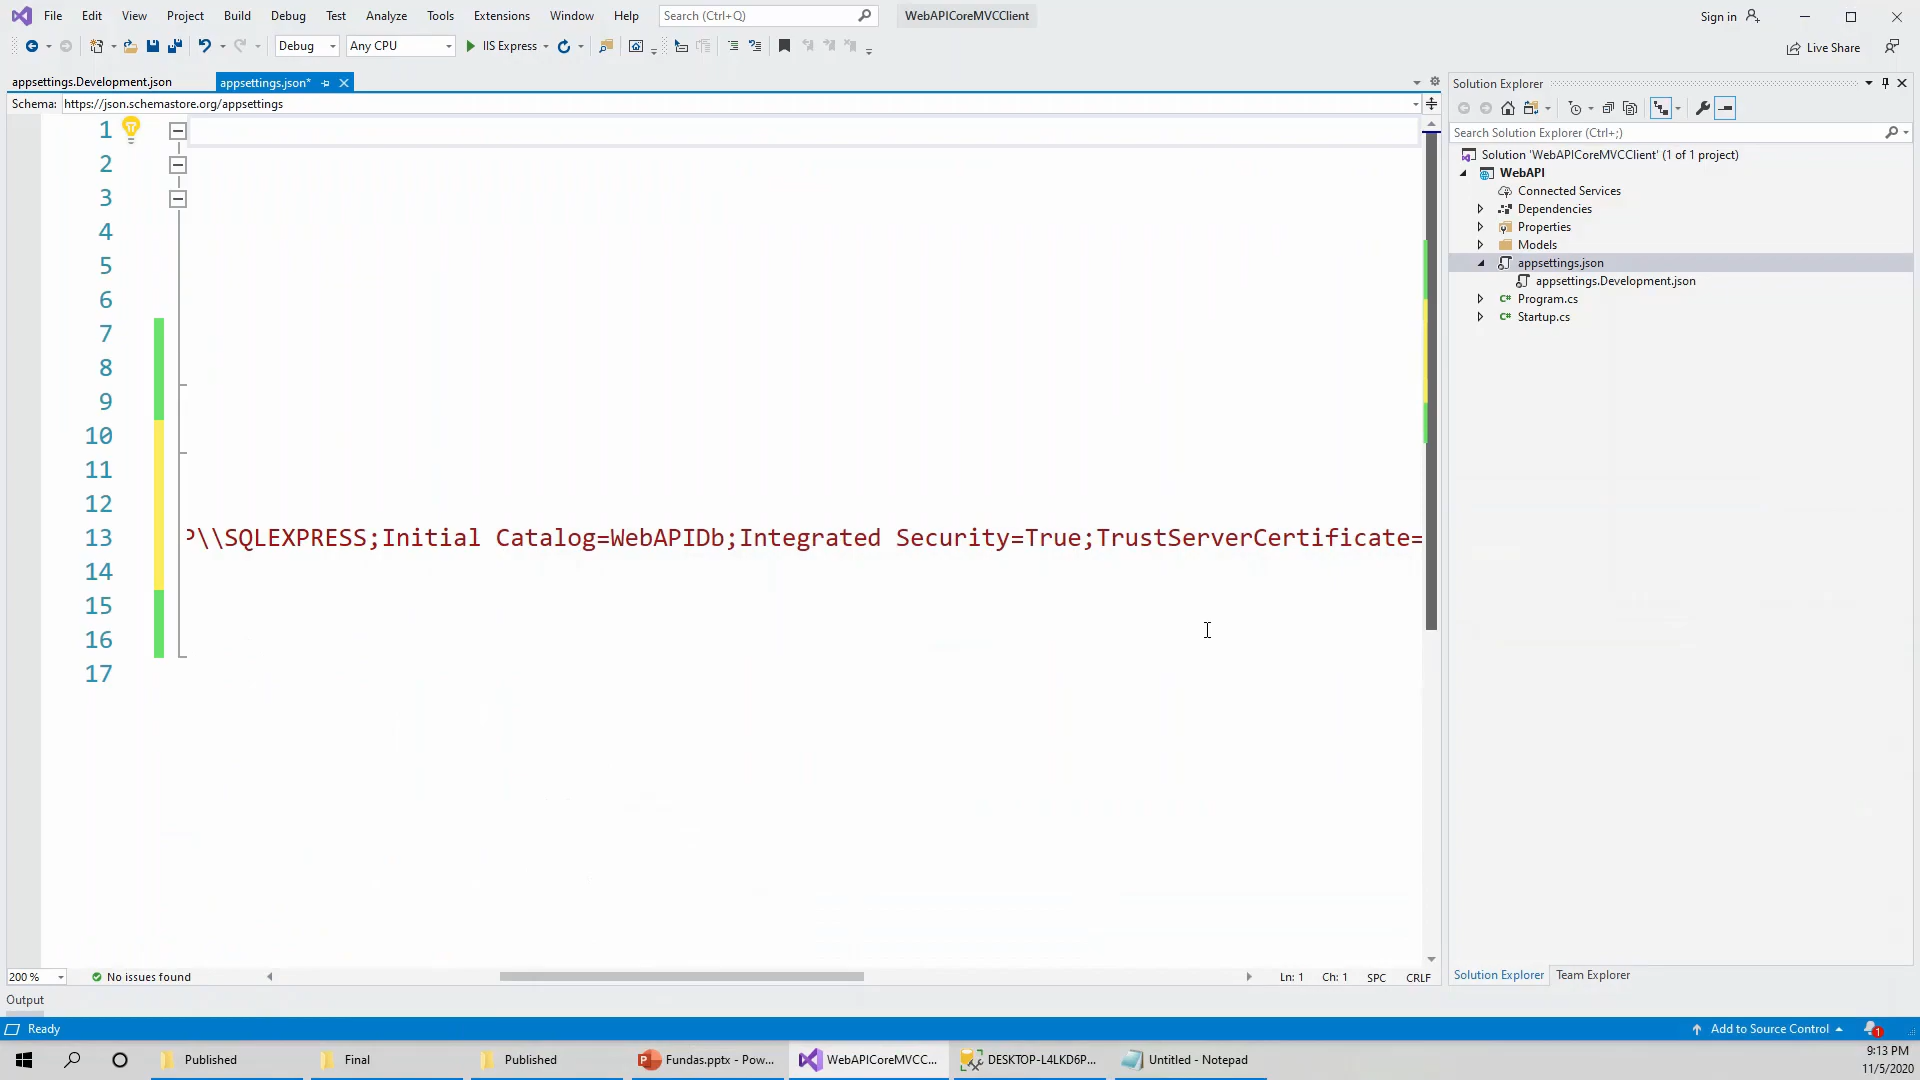 File Edit View Project Build Debug Test Analyze Tools Extensions Window Help Search (Ctrl+Q) WebAPICoreMVCClient Sign in
Debug Any CPU IIS Express Live Share
appsettings.Development.json appsettings.json*
Schema: https://json.schemastore.org/appsettings
1
2
3
4
5
6
7
8
9
10
11
12
13 P\\SQLEXPRESS;Initial Catalog=WebAPIDb;Integrated Security=True;TrustServerCertificate=
14
15
16
17
200 % No issues found Ln: 1 Ch: 1 SPC CRLF
Output
Solution Explorer
Search Solution Explorer (Ctrl+;)
Solution 'WebAPICoreMVCClient' (1 of 1 project)
WebAPI
Connected Services
Dependencies
Properties
Models
appsettings.json
appsettings.Development.json
C# Program.cs
C# Startup.cs
Solution Explorer Team Explorer
Ready Add to Source Control 1
Published Final Published Fundas.pptx - Pow... WebAPICoreMVCC... DESKTOP-L4LKD6P... Untitled - Notepad
9:13 PM
11/5/2020